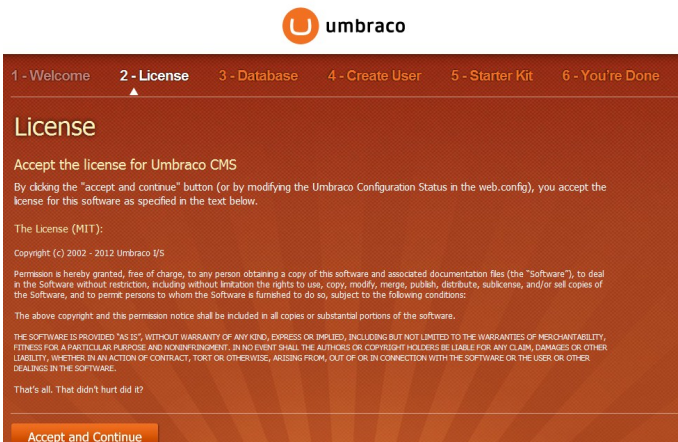 umbraco
1 - Welcome 2 - License 3 - Database 4 - Create User 5 - Starter Kit 6 - You're Done
License
Accept the license for Umbraco CMS
By clicking the "accept and continue" button (or by modifying the Umbraco Configuration Status in the web.config), you accept the
license for this software as specified in the text below.
The License (MIT):
Copyright (c) 2002 - 2012 Umbraco I/S
Permission is hereby granted, free of charge, to any person obtaining a copy of this software and associated documentation files (the "Software"), to deal
in the Software without restriction, including without limitation the rights to use, copy, modify, merge, publish, distribute, sublicense, and/or sell copies of
the Software, and to permit persons to whom the Software is furnished to do so, subject to the following conditions:
The above copyright and this permission notice shall be included in all copies or substantial portions of the software.
THE SOFTWARE IS PROVIDED "AS IS", WITHOUT WARRANTY OF ANY KIND, EXPRESS OR IMPLIED, INCLUDING BUT NOT LIMITED TO THE WARRANTIES OF MERCHANTABILITY,
FITNESS FOR A PARTICULAR PURPOSE AND NONINFRINGMENT. IN NO EVENT SHALL THE AUTHORS OR COPYRIGHT HOLDERS BE LIABLE FOR ANY CLAIM, DAMAGES OR OTHER
LIABILITY, WHETHER IN AN ACTION OF CONTRACT, TORT OR OTHERWISE, ARISING FROM, OUT OF OR IN CONNECTION WITH THE SOFTWARE OR THE USER OR OTHER
DEALINGS IN THE SOFTWARE.
That's all. That didn't hurt did it?
Accept and Continue